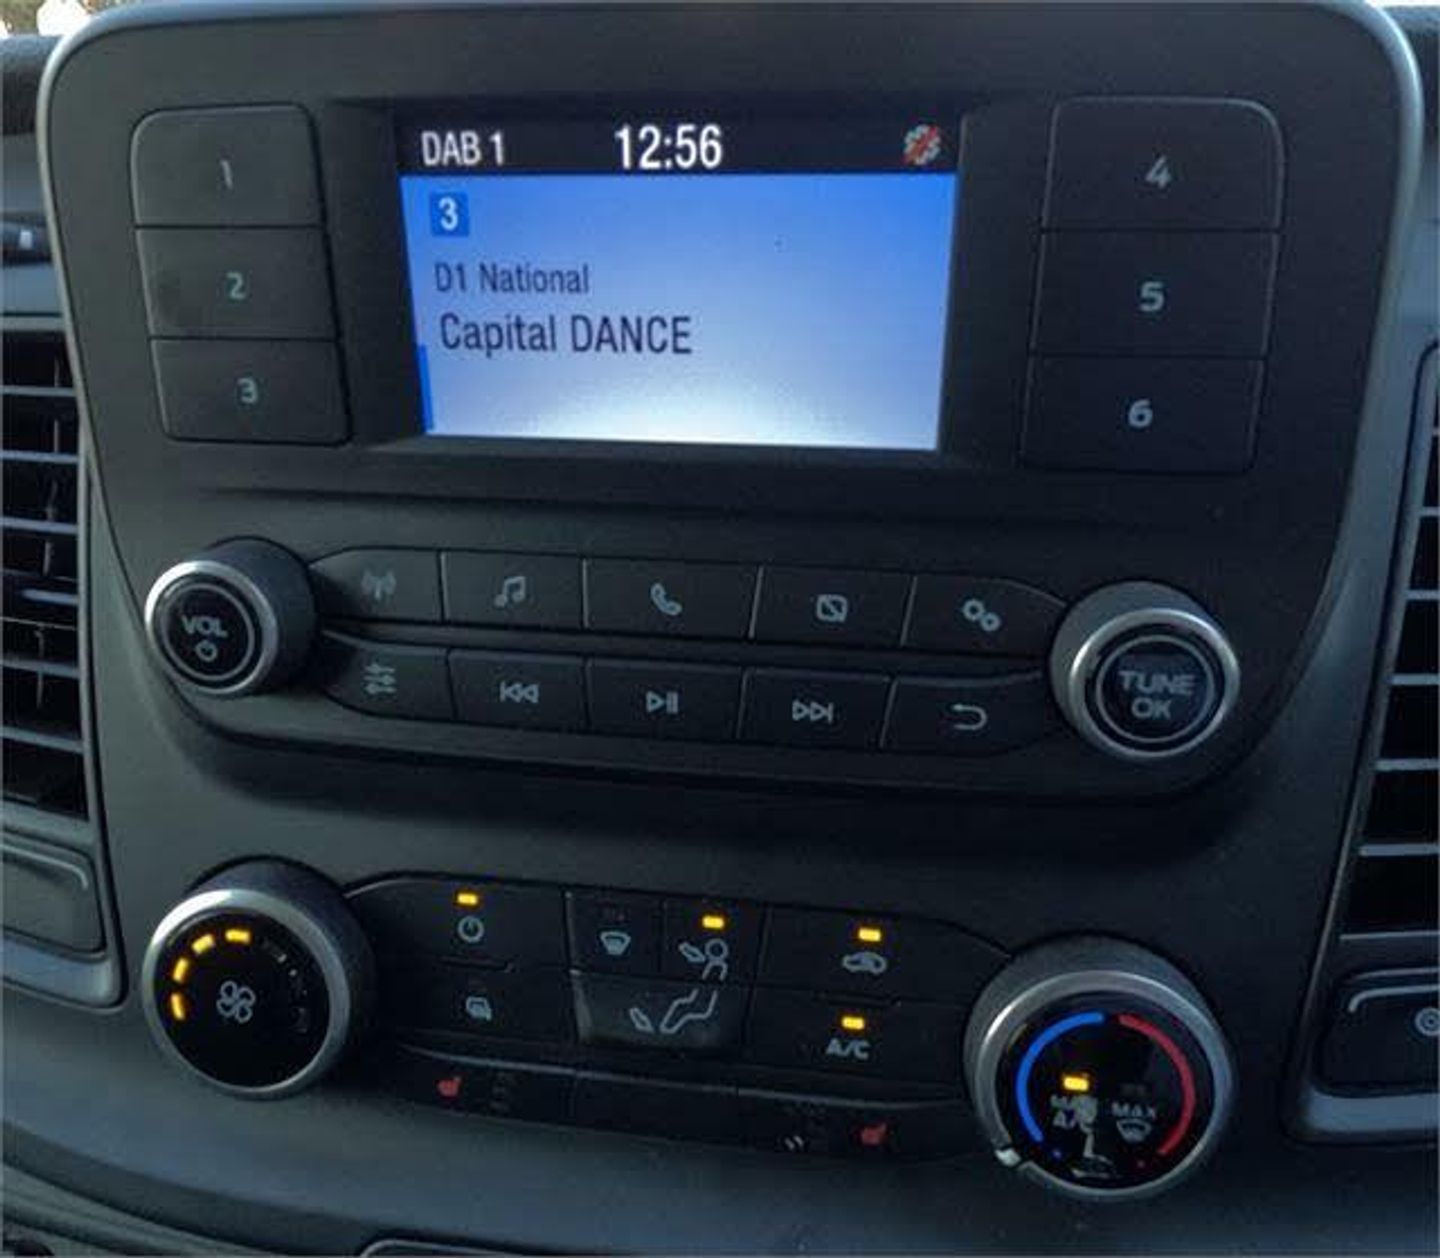 DAB 1 12:56
3
D1 National
Capital DANCE
1
2
3
4
5
6
VOL
TUNE
OK
A/C
MAX
A/C
MAX